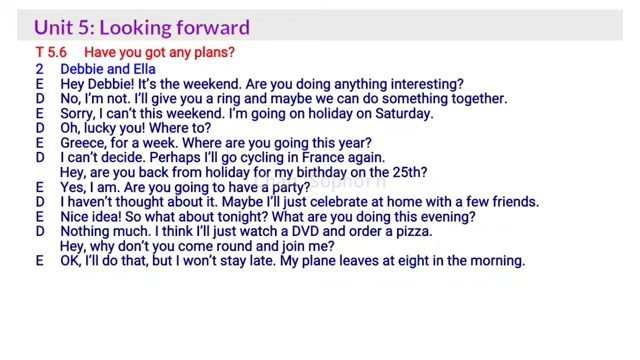 Unit 5: Looking forward
T 5.6 Have you got any plans?
2 Debbie and Ella
E Hey Debbie! It's the weekend. Are you doing anything interesting?
D No, I'm not. I'll give you a ring and maybe we can do something together.
E Sorry, I can't this weekend. I'm going on holiday on Saturday.
D Oh, lucky you! Where to?
E Greece, for a week. Where are you going this year?
D I can't decide. Perhaps I'll go cycling in France again.
Hey, are you back from holiday for my birthday on the 25th?
E Yes, I am. Are you going to have a party?
D I haven't thought about it. Maybe I'll just celebrate at home with a few friends.
E Nice idea! So what about tonight? What are you doing this evening?
D Nothing much. I think I'll just watch a DVD and order a pizza.
Hey, why don't you come round and join me?
E OK, I'll do that, but I won't stay late. My plane leaves at eight in the morning.